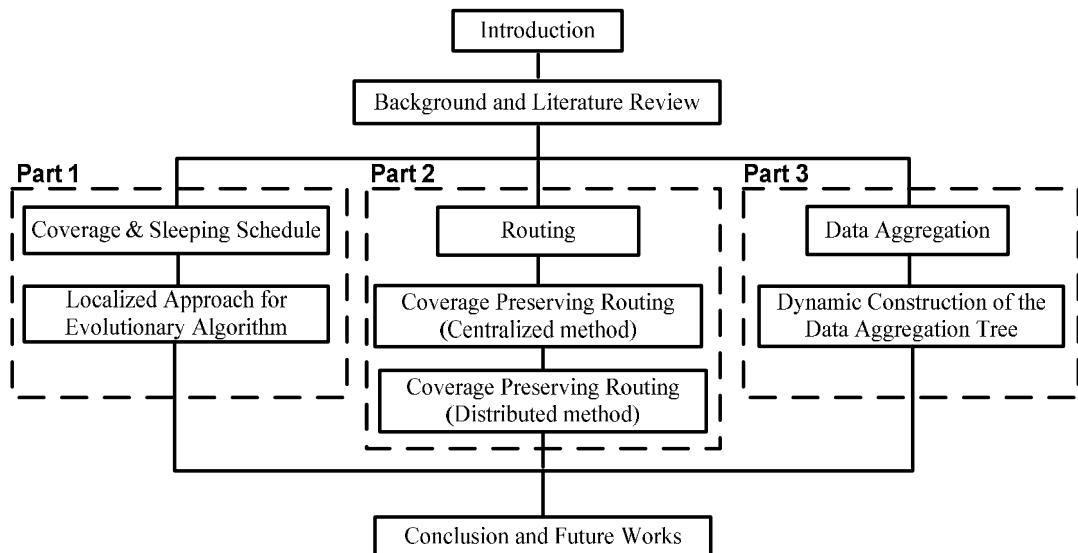 Introduction
Background and Literature Review
Part 1
Coverage & Sleeping Schedule
Localized Approach for
Evolutionary Algorithm
Part 2
Routing
Coverage Preserving Routing
(Centralized method)
Coverage Preserving Routing
(Distributed method)
Part 3
Data Aggregation
Dynamic Construction of the
Data Aggregation Tree
Conclusion and Future Works